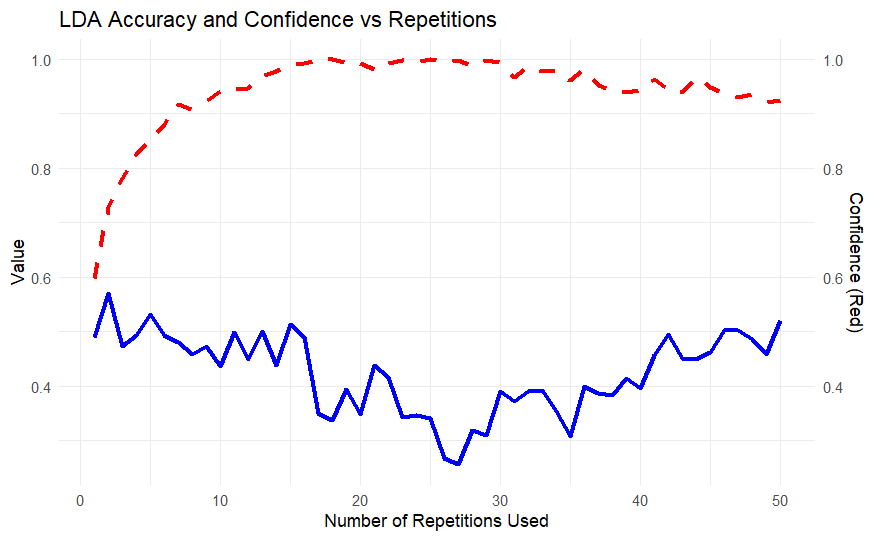 LDA Accuracy and Confidence vs Repetitions
Value
1.0
0.8
0.6
0.4
1.0
0.8
0.6
0.4
Confidence (Red)
0 10 20 30 40 50
Number of Repetitions Used